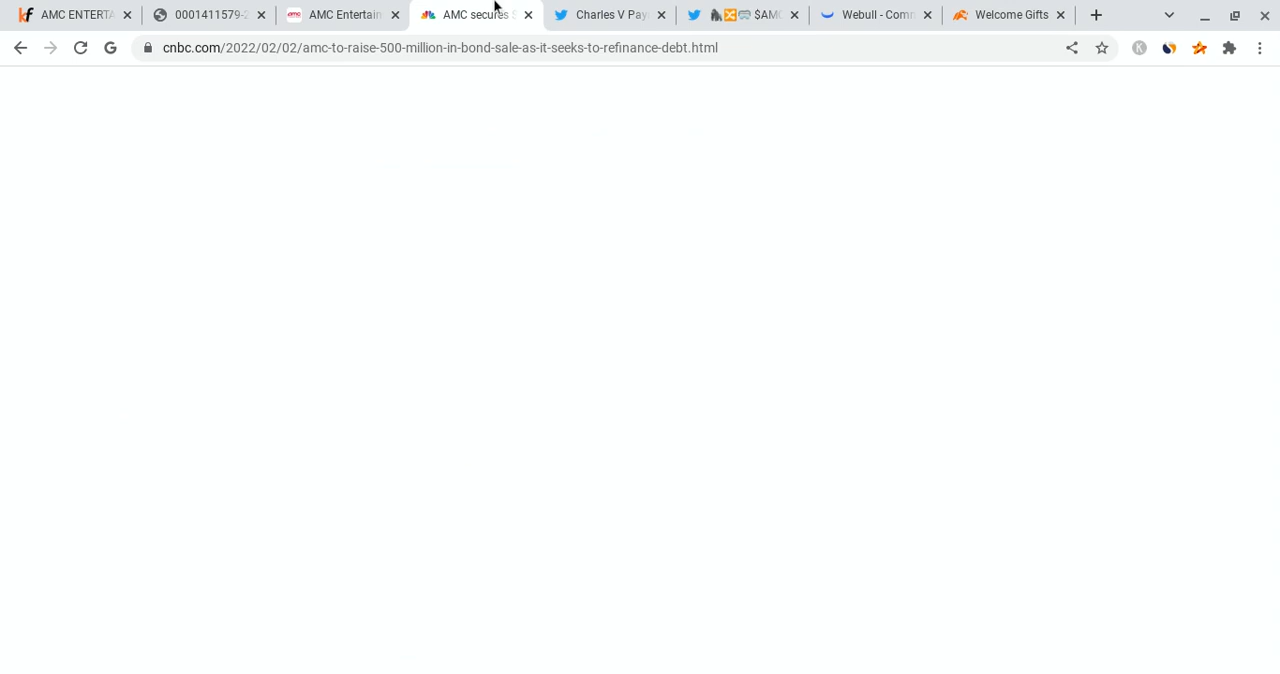 AMC ENTERTA
0001411579-2
AMC Entertain
AMC secures $
Charles V Pay
$AMC
Webull - Comm
Welcome Gifts
cnbc.com/2022/02/02/amc-to-raise-500-million-in-bond-sale-as-it-seeks-to-refinance-debt.html